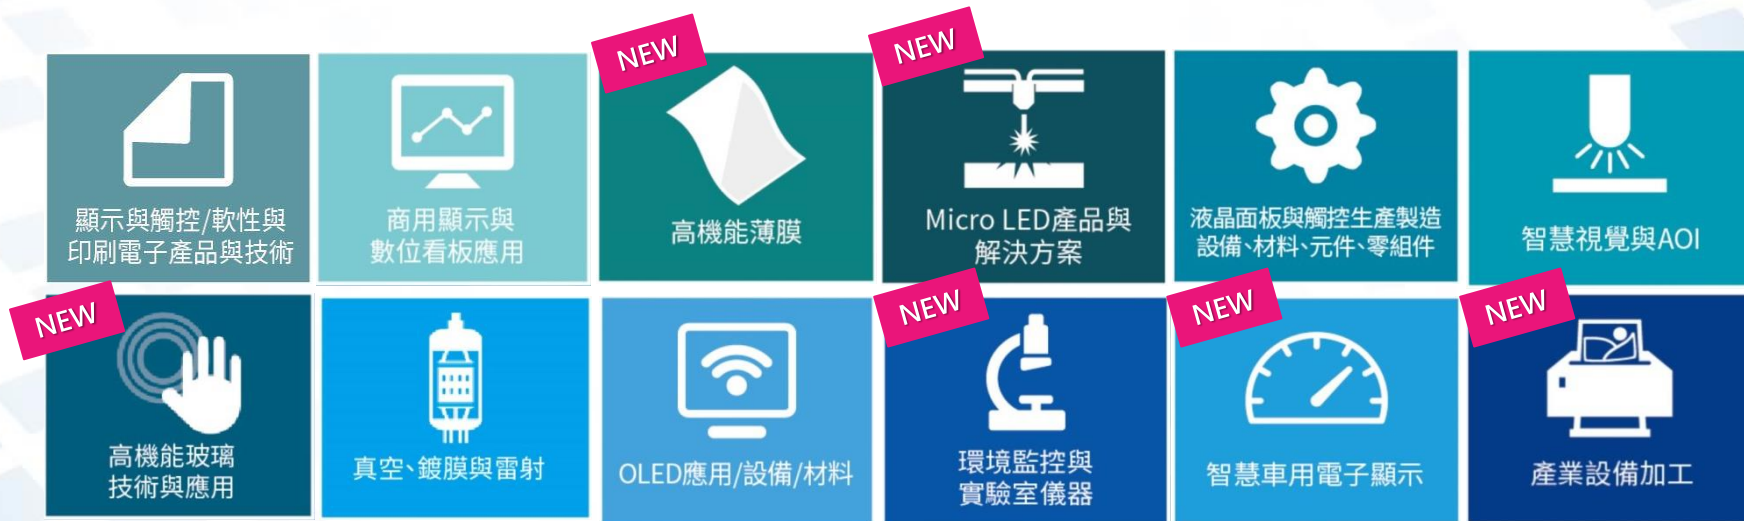 NEW
NEW
顯示與觸控/軟性與
印刷電子產品與技術
商用顯示與
數位看板應用
高機能薄膜
Micro LED產品與
解決方案
液晶面板與觸控生產製造
設備、材料、元件、零組件
智慧視覺與AOI
NEW
NEW
NEW
NEW
高機能玻璃
技術與應用
真空、鍍膜與雷射
OLED應用/設備/材料
環境監控與
實驗室儀器
智慧車用電子顯示
產業設備加工